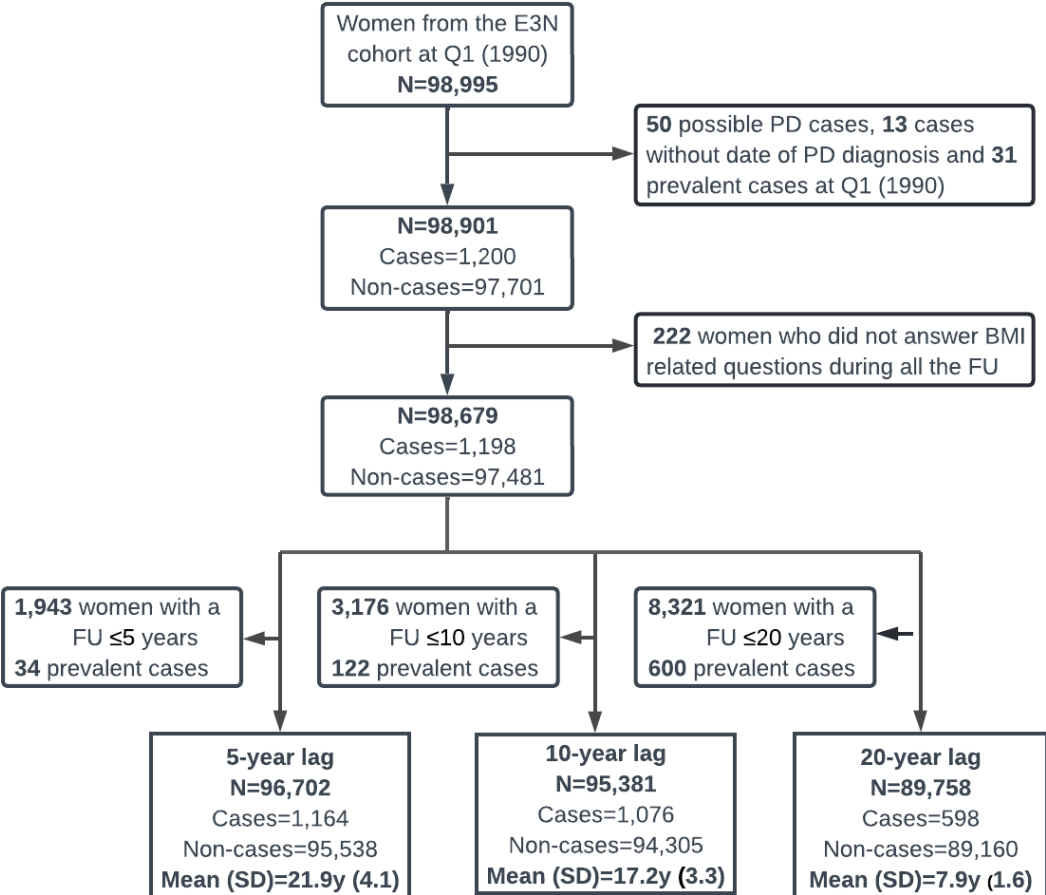 Women from the E3N
cohort at Q1 (1990)
N=98,995
50 possible PD cases, 13 cases
without date of PD diagnosis and 31
prevalent cases at Q1 (1990)
N=98,901
Cases=1,200
Non-cases=97,701
222 women who did not answer BMI
related questions during all the FU
N=98,679
Cases=1,198
Non-cases=97,481
1,943 women with a
FU ≤5 years
34 prevalent cases
3,176 women with a
FU ≤10 years
122 prevalent cases
8,321 women with a
FU ≤20 years
600 prevalent cases
5-year lag
N=96,702
Cases=1,164
Non-cases=95,538
Mean (SD)=21.9y (4.1)
10-year lag
N=95,381
Cases=1,076
Non-cases=94,305
Mean (SD)=17.2y (3.3)
20-year lag
N=89,758
Cases=598
Non-cases=89,160
Mean (SD)=7.9y (1.6)